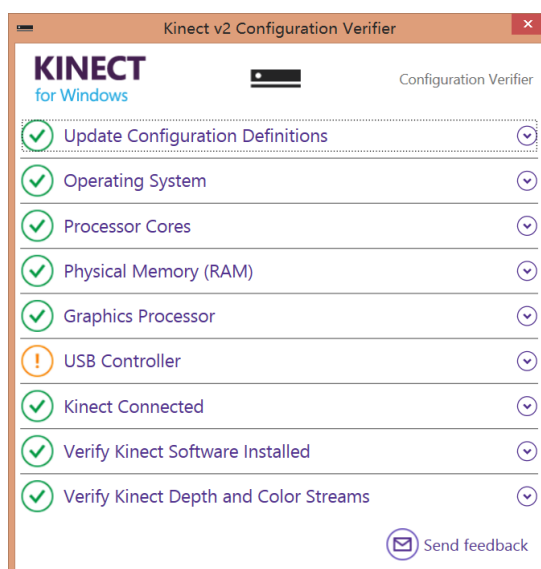 Kinect v2 Configuration Verifier
KINECT
for Windows
Configuration Verifier
Update Configuration Definitions
Operating System
Processor Cores
Physical Memory (RAM)
Graphics Processor
USB Controller
Kinect Connected
Verify Kinect Software Installed
Verify Kinect Depth and Color Streams
Send feedback